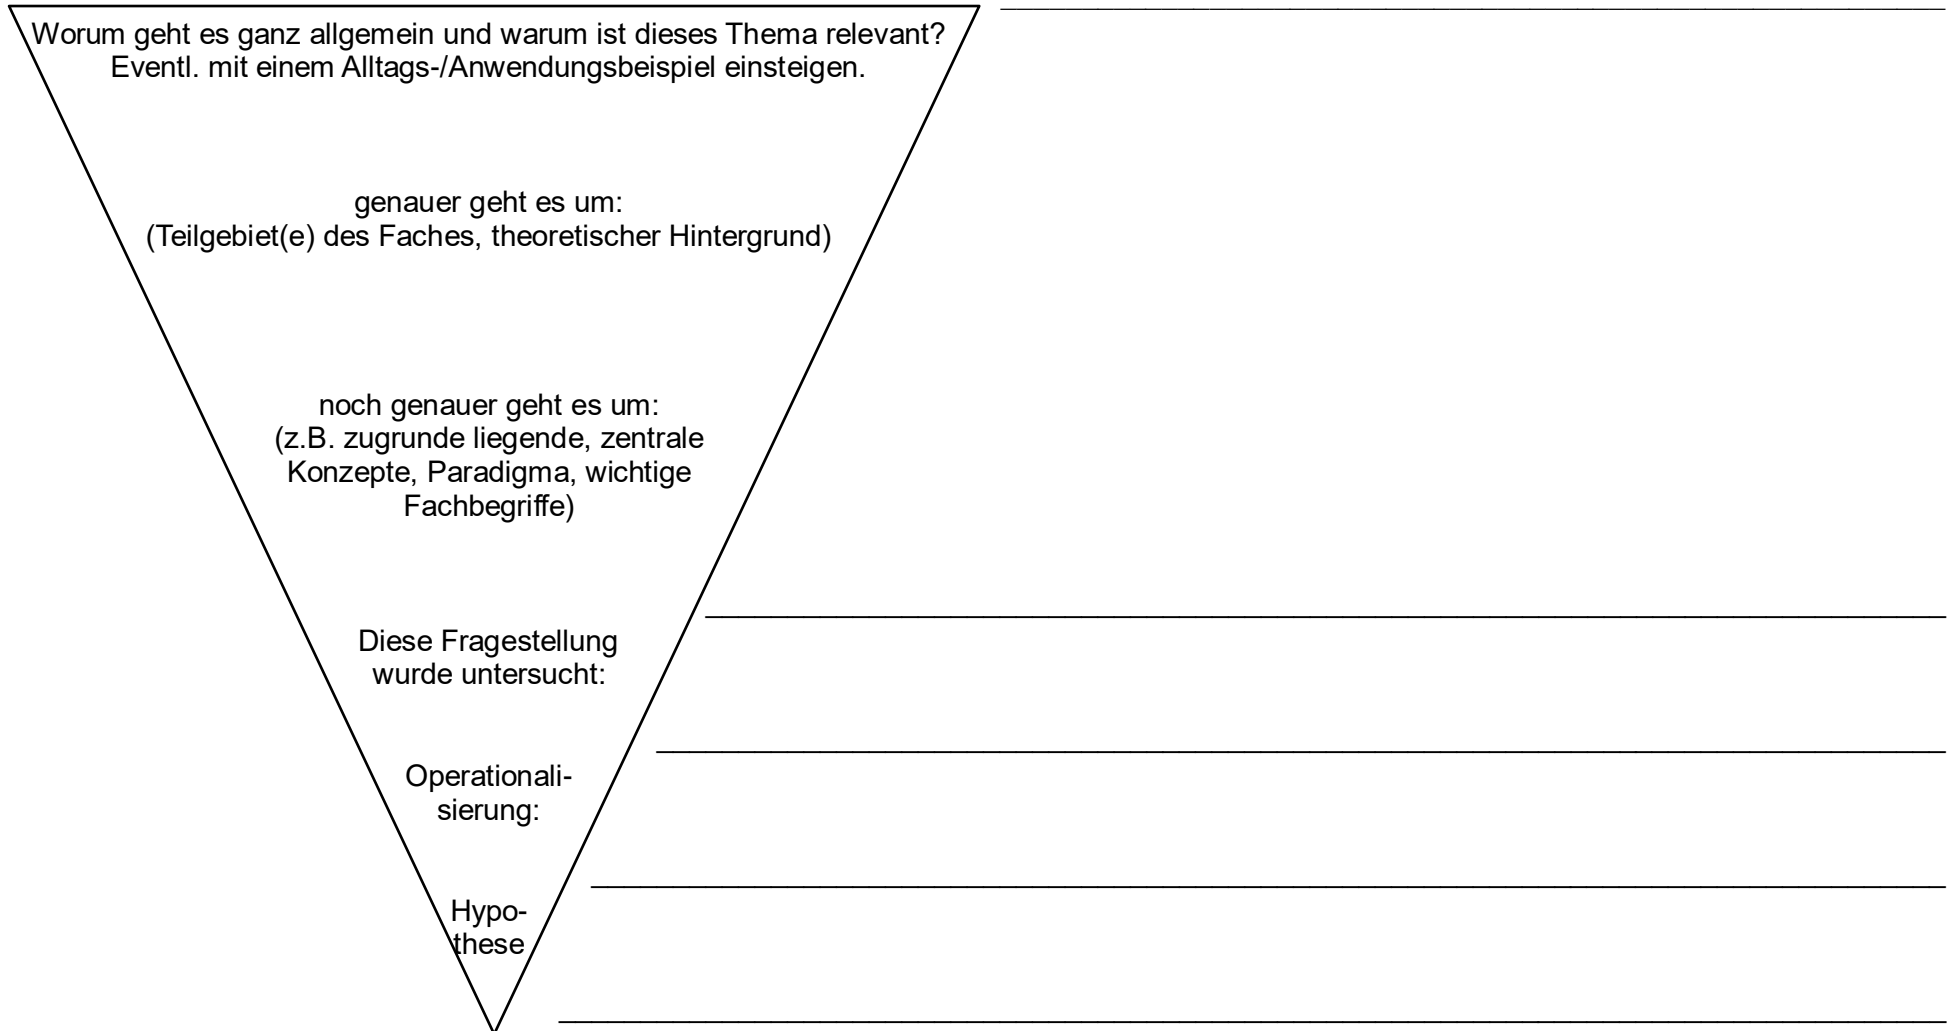 Worum geht es ganz allgemein und warum ist dieses Thema relevant?
Eventl. mit einem Alltags-/Anwendungsbeispiel einsteigen.
genauer geht es um:
(Teilgebiet(e) des Faches, theoretischer Hintergrund)
noch genauer geht es um:
(z.B. zugrunde liegende, zentrale
Konzepte, Paradigma, wichtige
Fachbegriffe)
Diese Fragestellung
wurde untersucht:
Operationali-
sierung:
Hypo-
these